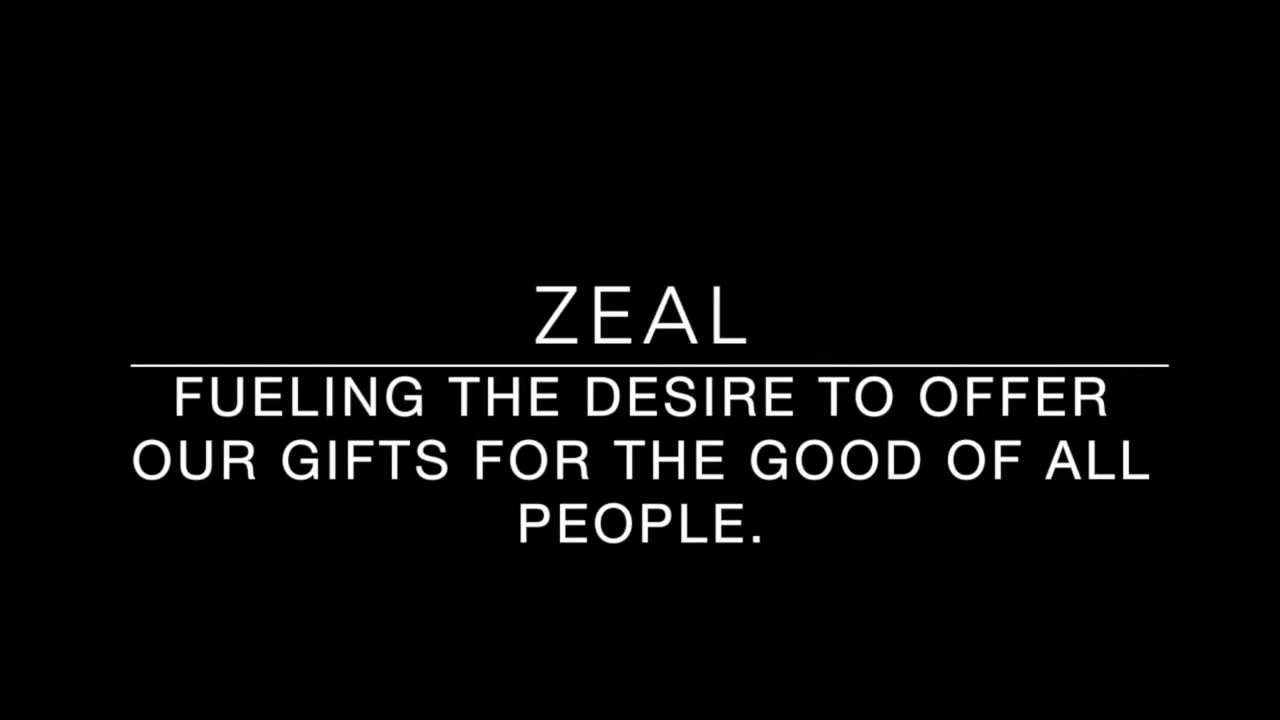 ZEAL
FUELING THE DESIRE TO OFFER
OUR GIFTS FOR THE GOOD OF ALL
PEOPLE.